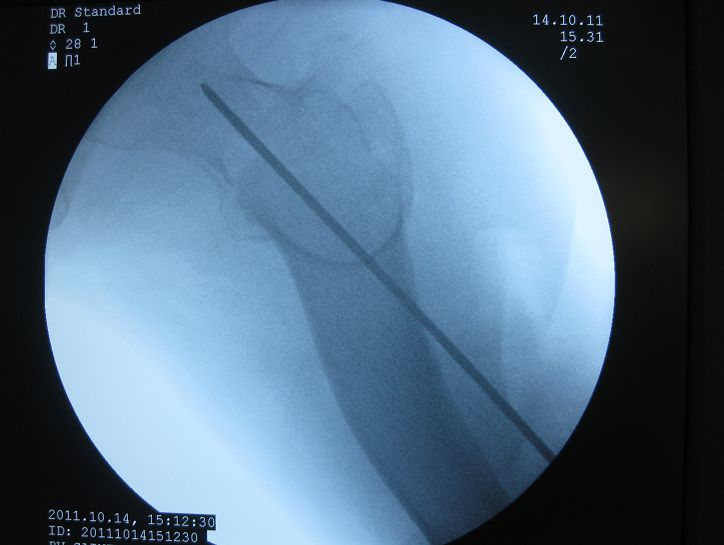 DR Standard
DR 1
◊ 28 1
A Л1
14.10.11
15.31
/2
2011.10.14, 15:12:30
ID: 20111014151230